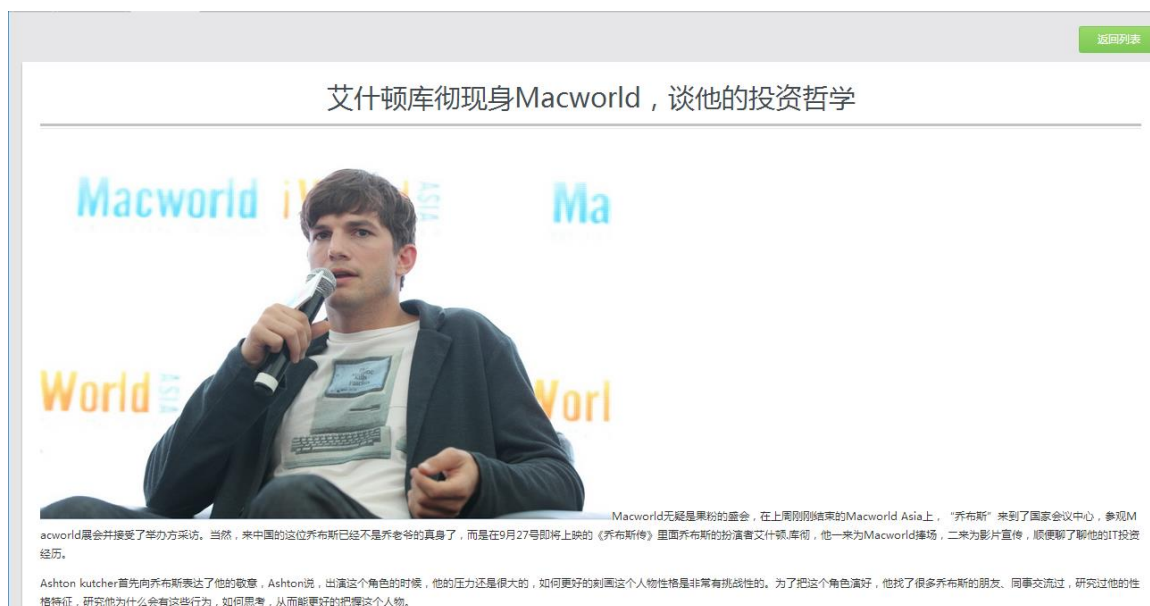 返回列表
艾什顿库彻现身Macworld，谈他的投资哲学
Macworld iW ASIA Ma
World ASIA Worl
Macworld无疑是果粉的盛会，在上周刚刚结束的Macworld Asia上，“乔布斯”来到了国家会议中心，参观M
acworld展会并接受了举办方采访。当然，来中国的这位乔布斯已经不是乔老爷的真身了，而是在9月27号即将上映的《乔布斯传》里面乔布斯的扮演者艾什顿.库彻，他一来为Macworld捧场，二来为影片宣传，顺便聊了聊他的IT投资
经历。
Ashton kutcher首先向乔布斯表达了他的敬意，Ashton说，出演这个角色的时候，他的压力还是很大的，如何更好的刻画这个人物性格是非常有挑战性的。为了把这个角色演好，他找了很多乔布斯的朋友、同事交流过，研究过他的性
格特征，研究他为什么会有这些行为，如何思考，从而能更好的把握这个人物。